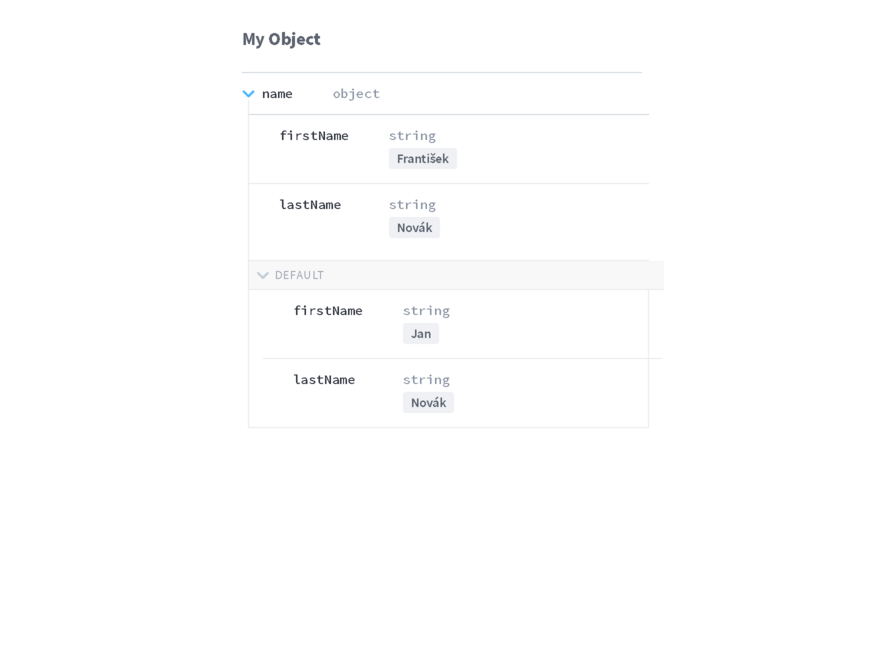 My Object
name object
firstName string
František
lastName string
Novák
DEFAULT
firstName string
Jan
lastName string
Novák